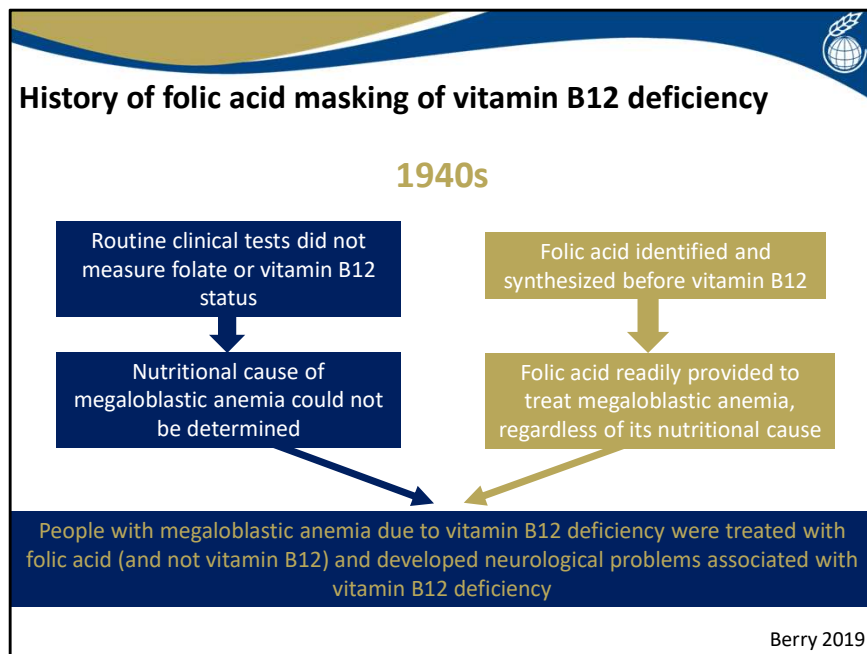 History of folic acid masking of vitamin B12 deficiency
1940s
Routine clinical tests did not
measure folate or vitamin B12
status
Folic acid identified and
synthesized before vitamin B12
Nutritional cause of
megaloblastic anemia could not
be determined
Folic acid readily provided to
treat megaloblastic anemia,
regardless of its nutritional cause
People with megaloblastic anemia due to vitamin B12 deficiency were treated with
folic acid (and not vitamin B12) and developed neurological problems associated with
vitamin B12 deficiency
Berry 2019